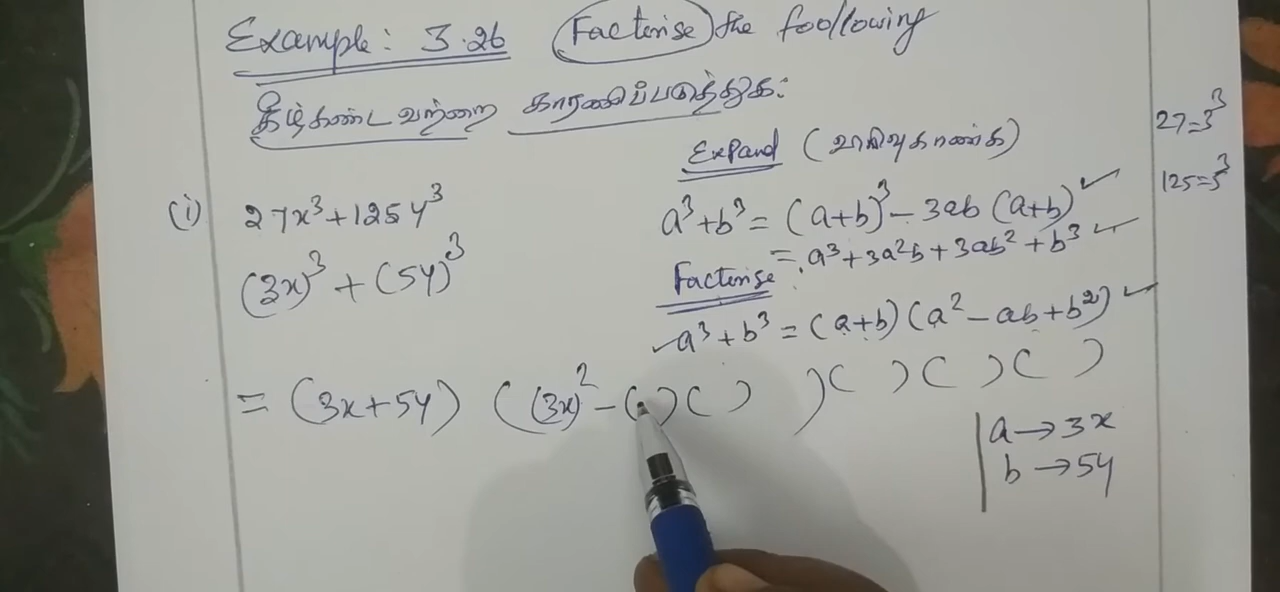 Example: 3.26 Factorise the foollowing
கீழ்கண்டவற்றை காரணிப்படுத்துக:
Expand (விரிவுகாண்க)
27=3³
125=5³
(i) 27x³+125y³
a³+b³ = (a+b)³-3ab (a+b) ✓
= a³+3a²b+3ab²+b³ ✓
(3x)³+(5y)³
Factorise
✓a³+b³ = (a+b)(a²-ab+b²) ✓
= (3x+5y) ((3x)²-( )( ) )( )( )( )
a→3x
b→5y